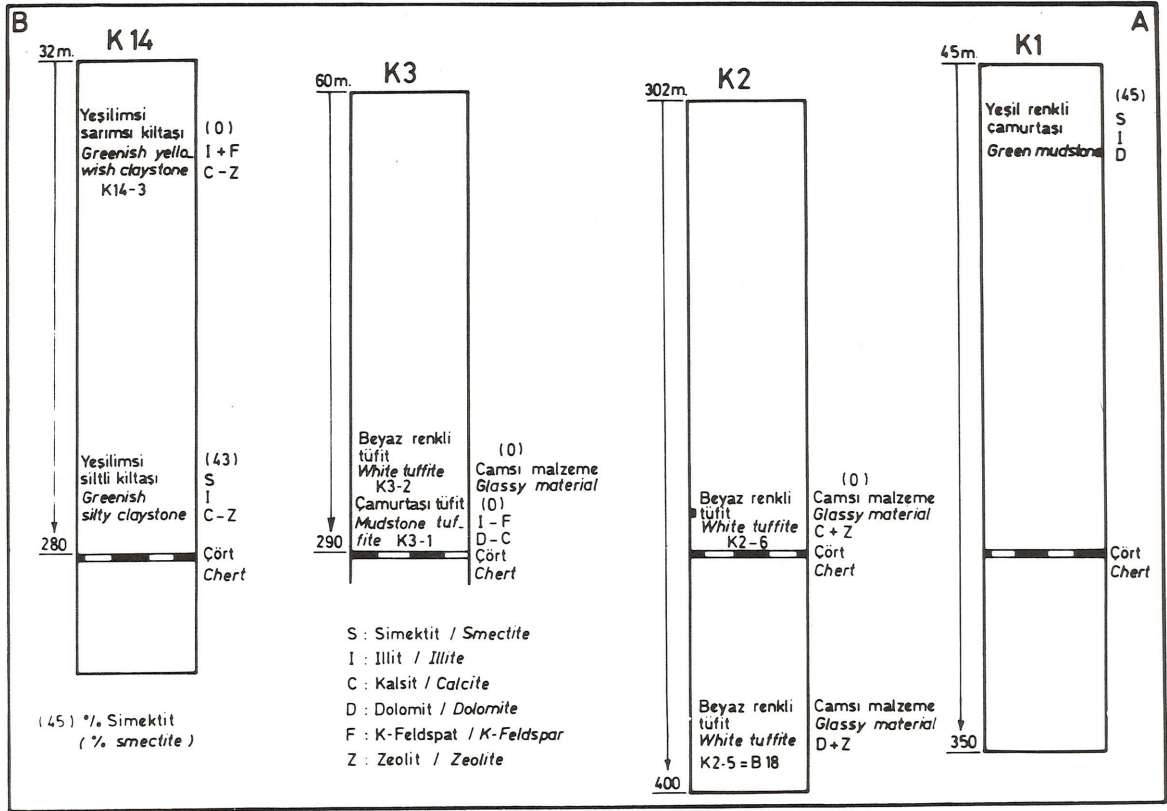 B
A
K14
32m.
Yeşilimsi
sarımsı kiltaşı
Greenish yello_
wish claystone
K14-3
(0)
I + F
C - Z
Yeşilimsi
siltli kiltaşı
Greenish
silty claystone
(43)
S
I
C-Z
280
Çört
Chert
K3
60m.
Beyaz renkli
tüfit
White tuffite
K3-2
(0)
Camsı malzeme
Glassy material
Çamurtaşı tüfit
Mudstone tuf_
fite K3-1
(0)
I - F
D - C
290
Çört
Chert
K2
302m.
Beyaz renkli
tüfit
White tuffite
K2-6
(0)
Camsı malzeme
Glassy material
C + Z
Çört
Chert
Beyaz renkli
tüfit
White tuffite
K2-5 = B 18
Camsı malzeme
Glassy material
D + Z
400
K1
45m.
Yeşil renkli
çamurtası
Green mudstone
(45)
S
I
D
Çört
Chert
350
S : Simektit / Smectite
I : Illit / Illite
C : Kalsit / Calcite
D : Dolomit / Dolomite
F : K-Feldspat / K-Feldspar
Z : Zeolit / Zeolite
(45) % Simektit
(% smectite)